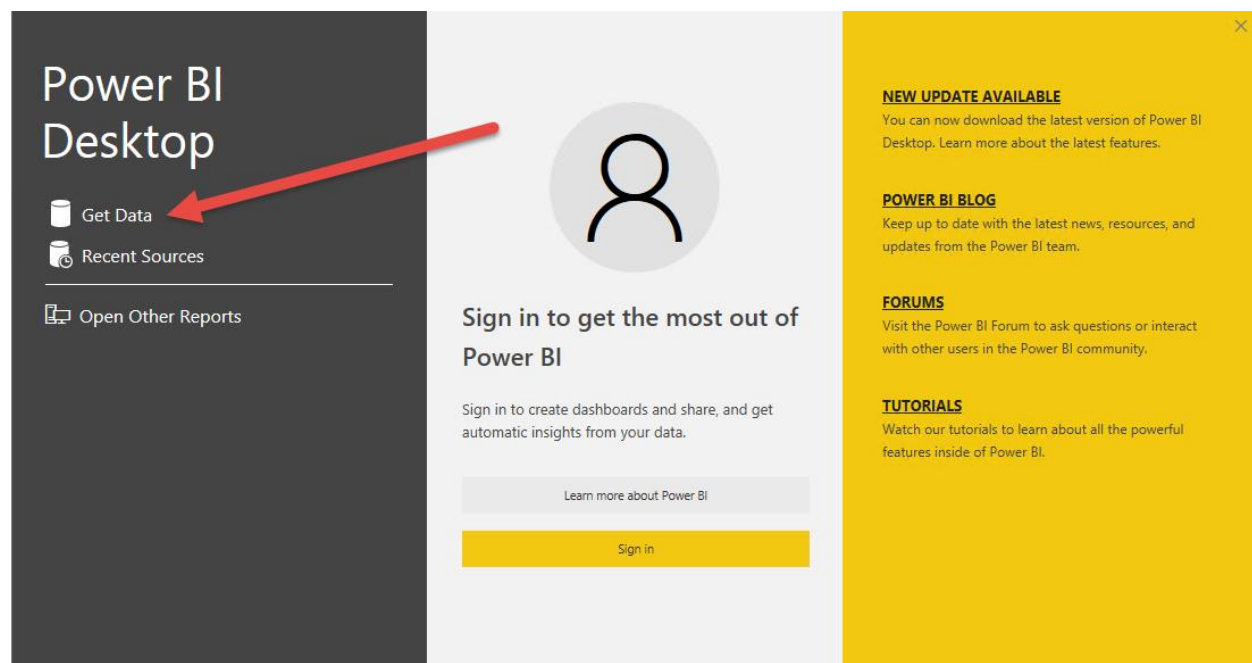 Power BI
Desktop
Get Data
Recent Sources
Open Other Reports
Sign in to get the most out of
Power BI
Sign in to create dashboards and share, and get
automatic insights from your data.
Learn more about Power BI
Sign in
NEW UPDATE AVAILABLE
You can now download the latest version of Power BI
Desktop. Learn more about the latest features.
POWER BI BLOG
Keep up to date with the latest news, resources, and
updates from the Power BI team.
FORUMS
Visit the Power BI Forum to ask questions or interact
with other users in the Power BI community.
TUTORIALS
Watch our tutorials to learn about all the powerful
features inside of Power BI.